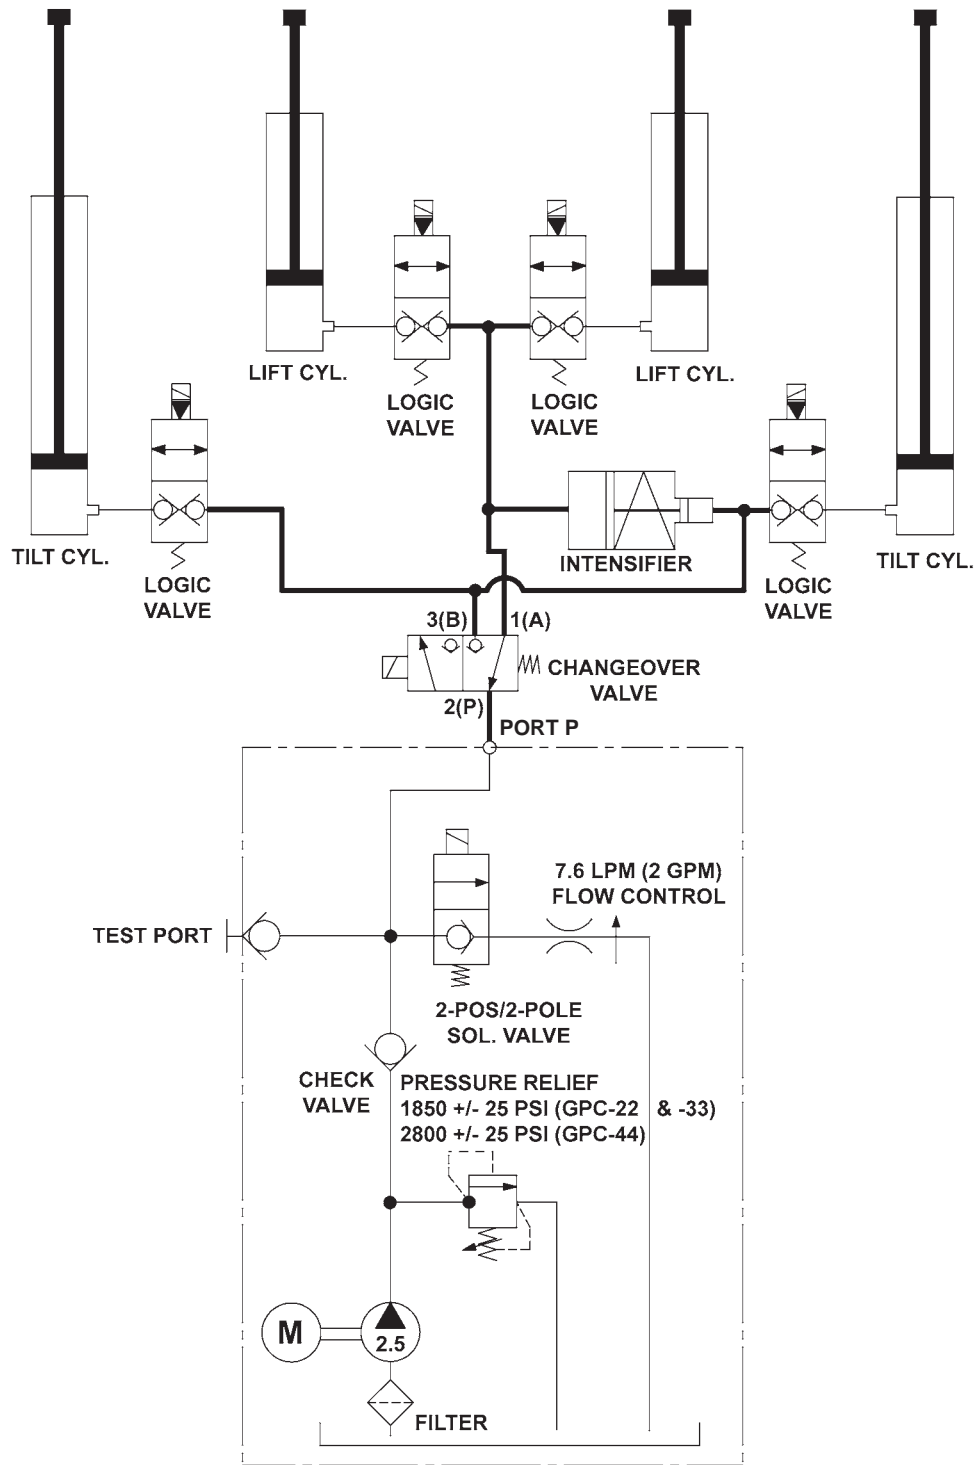 LIFT CYL.
LIFT CYL.
LOGIC
VALVE
LOGIC
VALVE
TILT CYL.
INTENSIFIER
TILT CYL.
LOGIC
VALVE
LOGIC
VALVE
3(B)
1(A)
CHANGEOVER
VALVE
2(P)
PORT P
7.6 LPM (2 GPM)
FLOW CONTROL
TEST PORT
2-POS/2-POLE
SOL. VALVE
CHECK
VALVE
PRESSURE RELIEF
1850 +/- 25 PSI (GPC-22 & -33)
2800 +/- 25 PSI (GPC-44)
M
2.5
FILTER